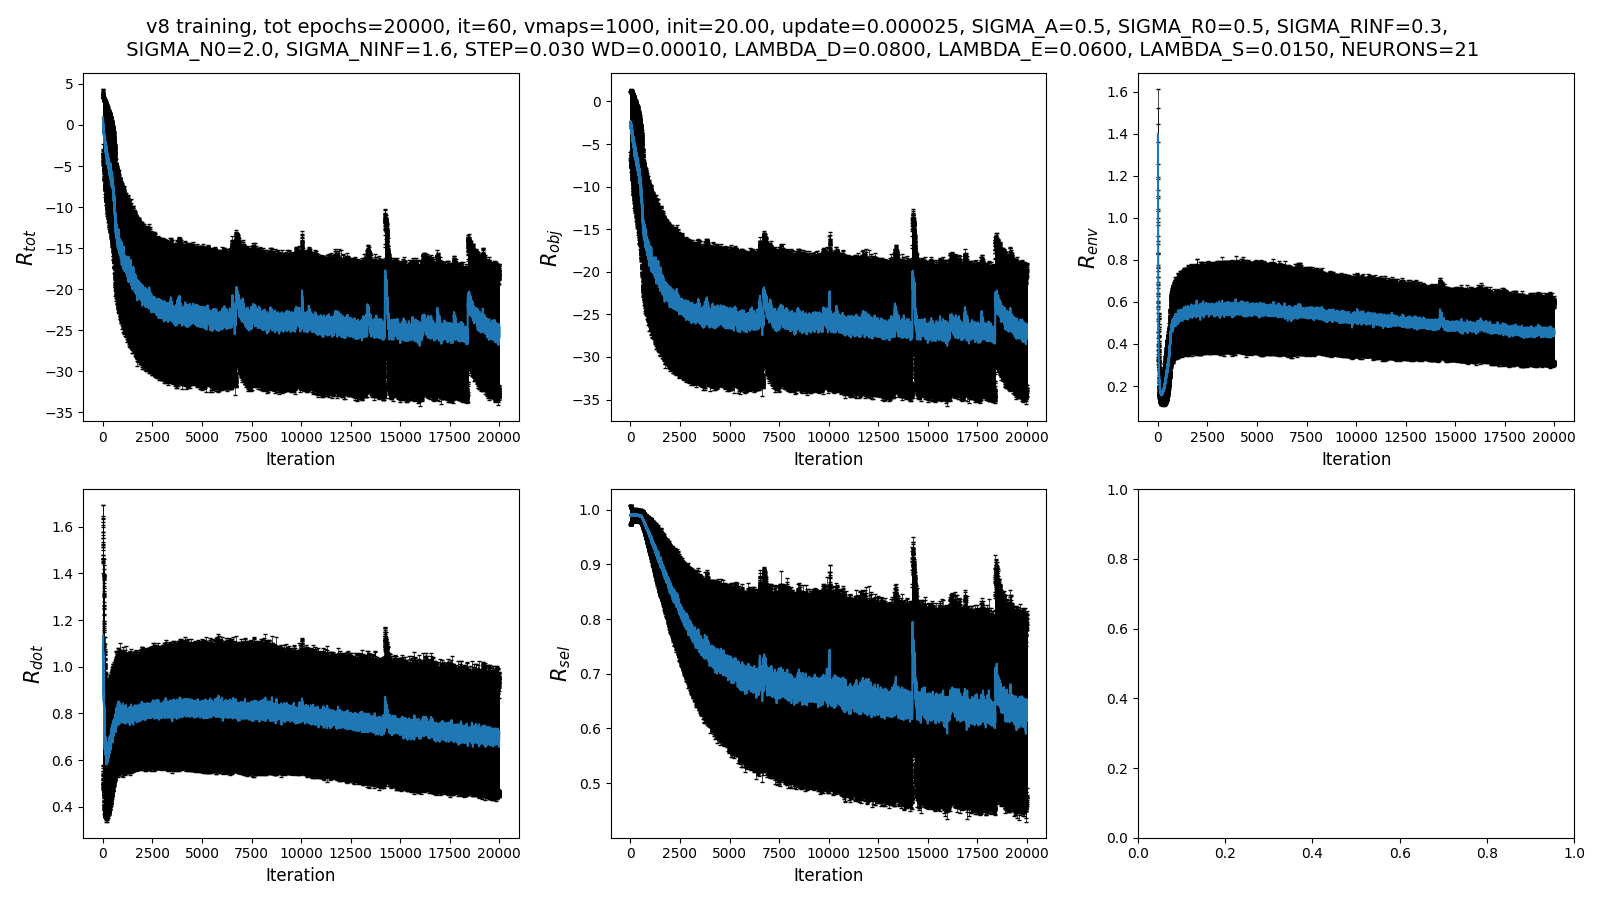 v8 training, tot epochs=20000, it=60, vmaps=1000, init=20.00, update=0.000025, SIGMA_A=0.5, SIGMA_R0=0.5, SIGMA_RINF=0.3,
SIGMA_N0=2.0, SIGMA_NINF=1.6, STEP=0.030 WD=0.00010, LAMBDA_D=0.0800, LAMBDA_E=0.0600, LAMBDA_S=0.0150, NEURONS=21
R_tot
5
0
−5
−10
−15
−20
−25
−30
−35
0 2500 5000 7500 10000 12500 15000 17500 20000
Iteration
R_obj
0
−5
−10
−15
−20
−25
−30
−35
0 2500 5000 7500 10000 12500 15000 17500 20000
Iteration
R_env
1.6
1.4
1.2
1.0
0.8
0.6
0.4
0.2
0 2500 5000 7500 10000 12500 15000 17500 20000
Iteration
R_dot
1.6
1.4
1.2
1.0
0.8
0.6
0.4
0 2500 5000 7500 10000 12500 15000 17500 20000
Iteration
R_sel
1.0
0.9
0.8
0.7
0.6
0.5
0 2500 5000 7500 10000 12500 15000 17500 20000
Iteration
1.0
0.8
0.6
0.4
0.2
0.0
0.0 0.2 0.4 0.6 0.8 1.0